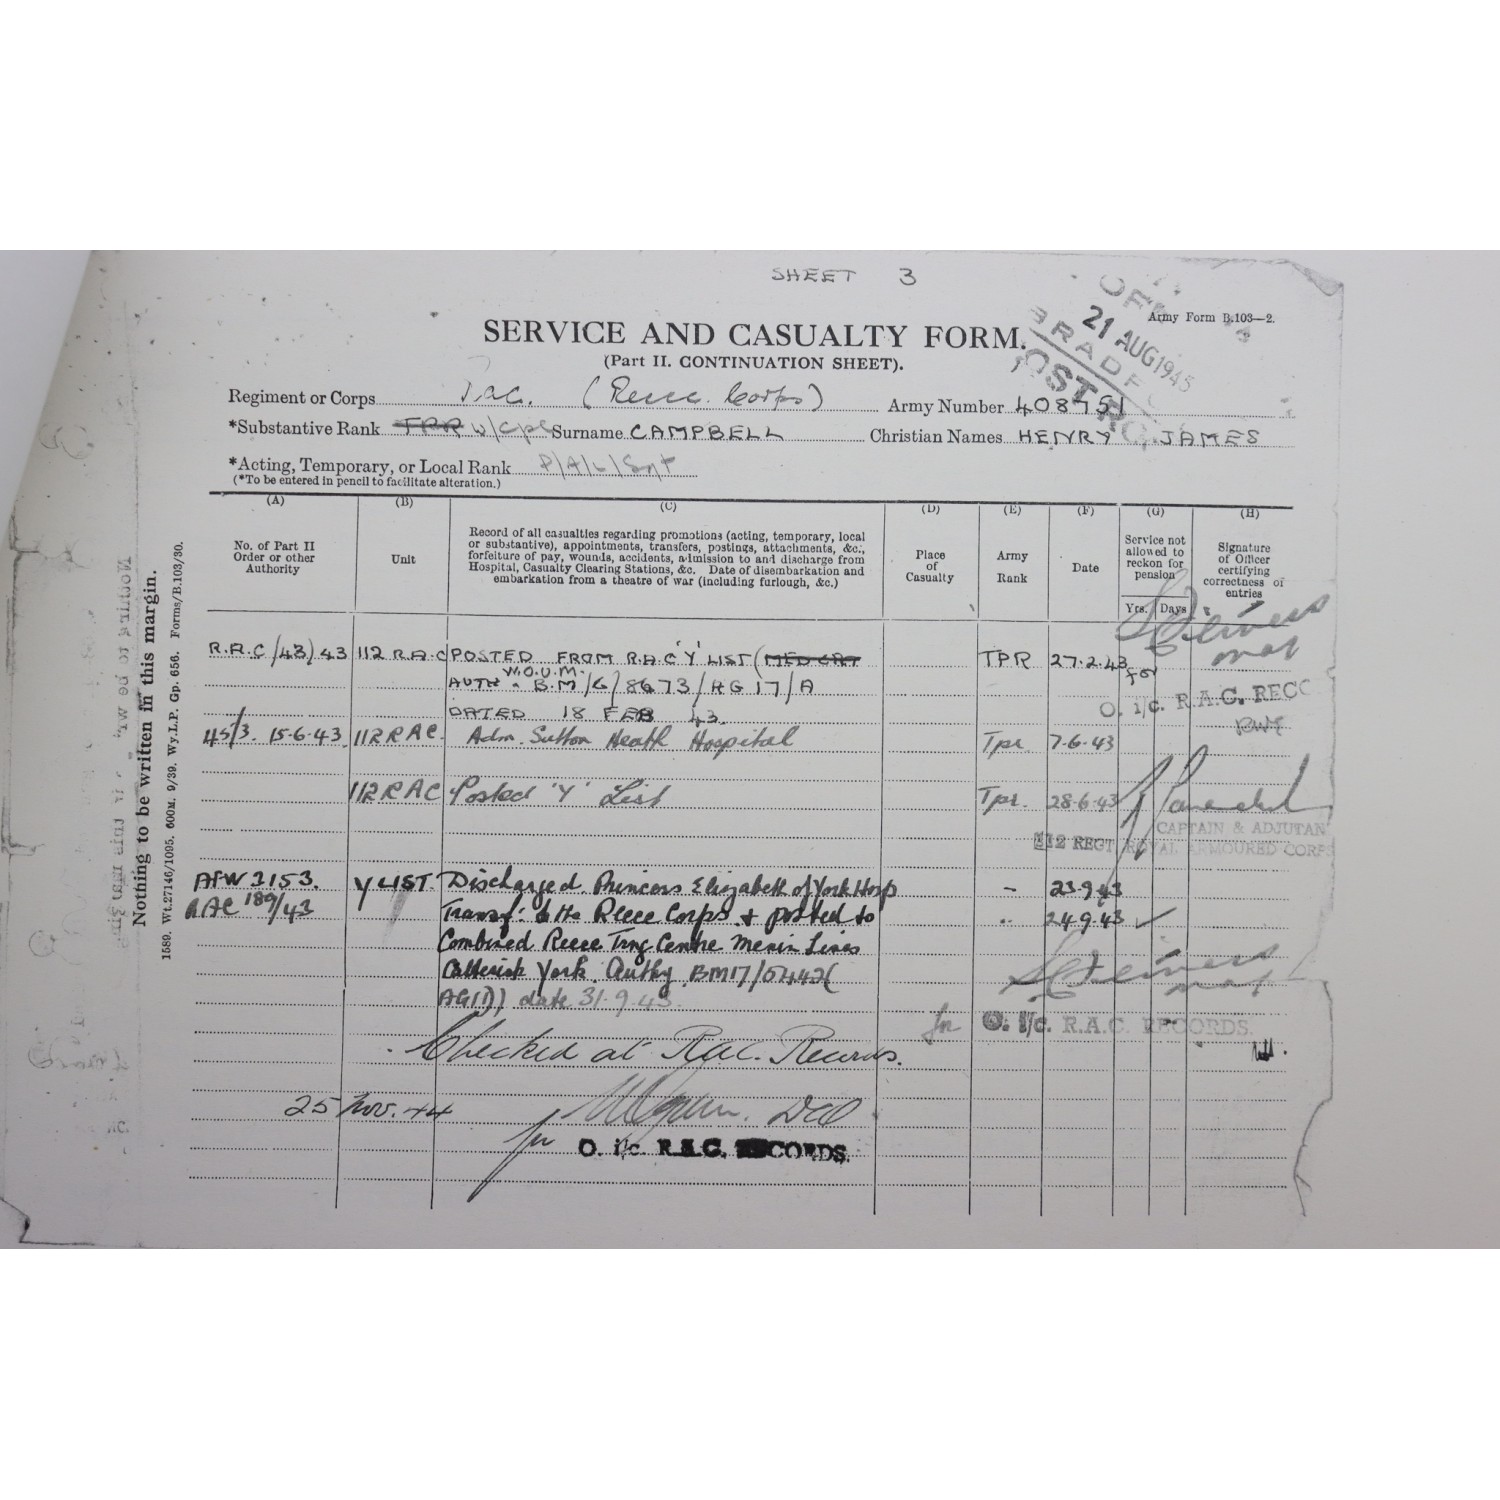 SHEET 3
Army Form B.103—2.
21 AUG 1943
SERVICE AND CASUALTY FORM.
(Part II. CONTINUATION SHEET).
Regiment or Corps (Recce. Corps) Army Number 408751
*Substantive Rank TPR W/Cpl Surname CAMPBELL Christian Names HENRY JAMES
*Acting, Temporary, or Local Rank P/A/L/Sgt
(*To be entered in pencil to facilitate alteration.)
(A) (B) (C) (D) (E) (F) (G) (H)
No. of Part II Order or other Authority
Unit
Record of all casualties regarding promotions (acting, temporary, local
or substantive), appointments, transfers, postings, attachments, &c.,
forfeiture of pay, wounds, accidents, admission to and discharge from
Hospital, Casualty Clearing Stations, &c. Date of disembarkation and
embarkation from a theatre of war (including furlough, &c.)
Place of Casualty
Army Rank
Date
Service not allowed to reckon for pension
Yrs. Days
Signature of Officer certifying correctness of entries
R.A.C/43/43 112 R.A.C POSTED FROM R.A.C 'Y' LIST ( TPR 27.2.43
W.O.U.M.
AUTH. B.M/G/8673/AG17/A
for O. i/c. R.A.C. RECO
DATED 18 FEB 43.
45/3. 15-6-43. 112 R A C. Adm. Sutton Heath Hospital Tpr 7-6-43
112 R A C Posted 'Y' List Tpr. 28-6-43
CAPTAIN & ADJUTAN
112 REGT ROYAL ARMOURED CORPS
AFW 3153. Y LIST. Discharged Princess Elizabeth of York Hosp – 23.9.43
RAC 189/43 Transf: to the Recce Corps & posted to " 24.9.43
Combined Recce Trng Centre Menin Lines
Catterick York. Authy BM17/6442(
AG17)) date 31.9.43.
for O. i/c. R.A.C. RECORDS.
Checked at R.A.C. Records.
25 Nov. 44
for O. i/c R.A.C. RECORDS.
Nothing to be written in this margin.
1589. Wt.27146/1005. 600M. 9/39. Wy.L.P. Gp. 656. Forms/B.103/30.